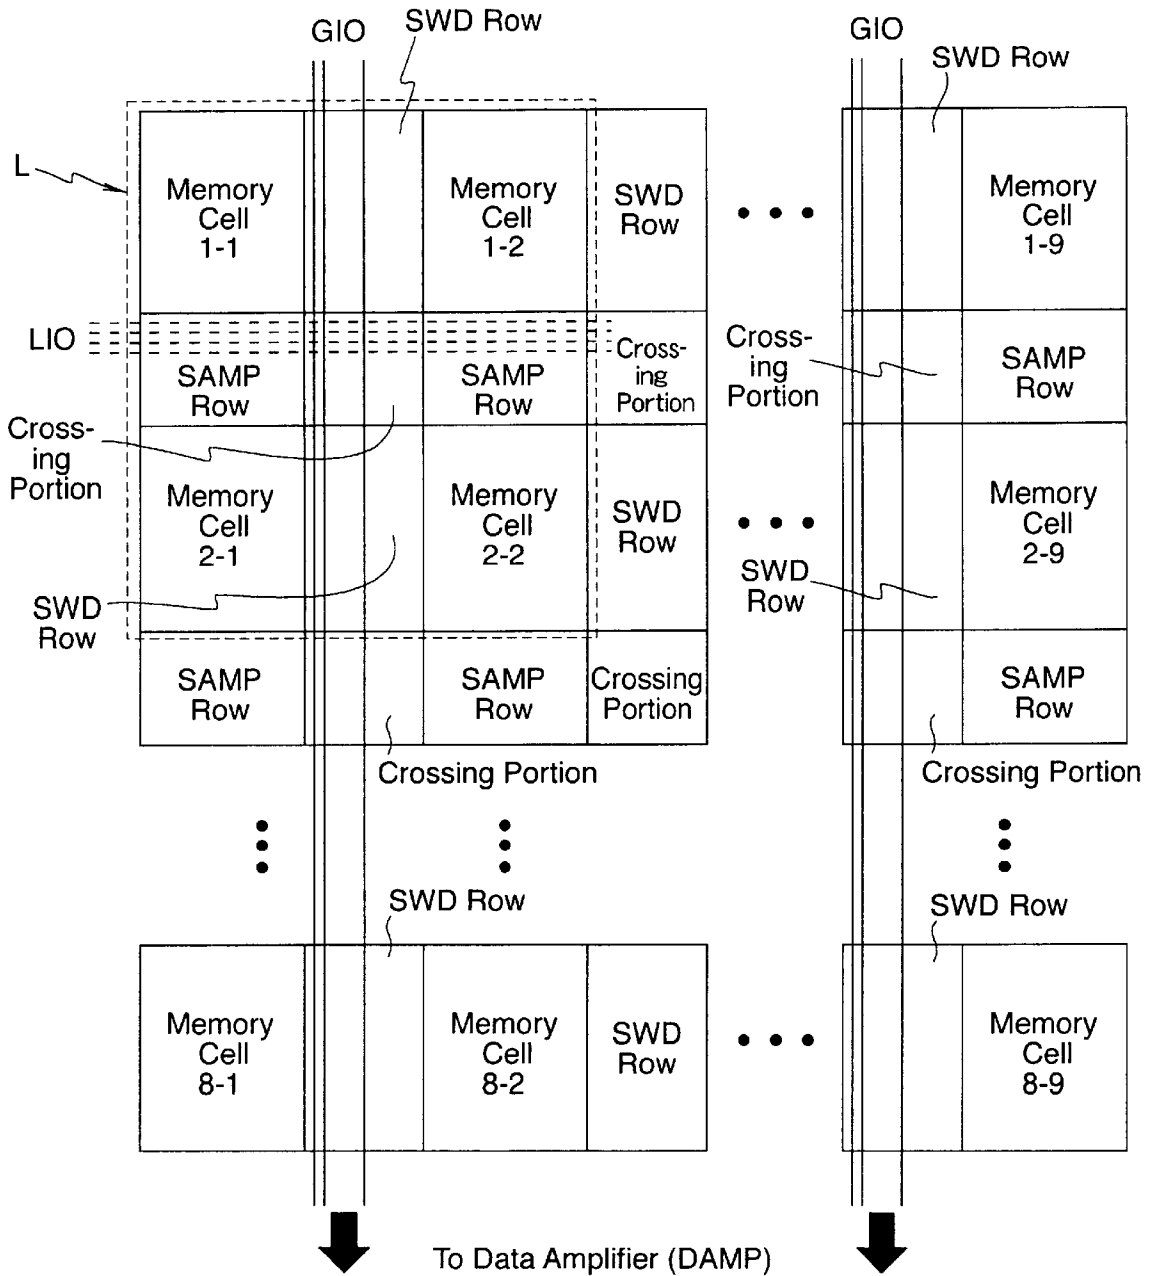 GIO
SWD Row
GIO
SWD Row
L
Memory
Cell
1-1
Memory
Cell
1-2
SWD
Row
Memory
Cell
1-9
LIO
SAMP
Row
SAMP
Row
Cross-
ing
Portion
Cross-
ing
Portion
SAMP
Row
Cross-
ing
Portion
Memory
Cell
2-1
Memory
Cell
2-2
SWD
Row
Memory
Cell
2-9
SWD
Row
SWD
Row
SAMP
Row
SAMP
Row
Crossing
Portion
SAMP
Row
Crossing Portion
Crossing Portion
SWD Row
SWD Row
Memory
Cell
8-1
Memory
Cell
8-2
SWD
Row
Memory
Cell
8-9
To Data Amplifier (DAMP)